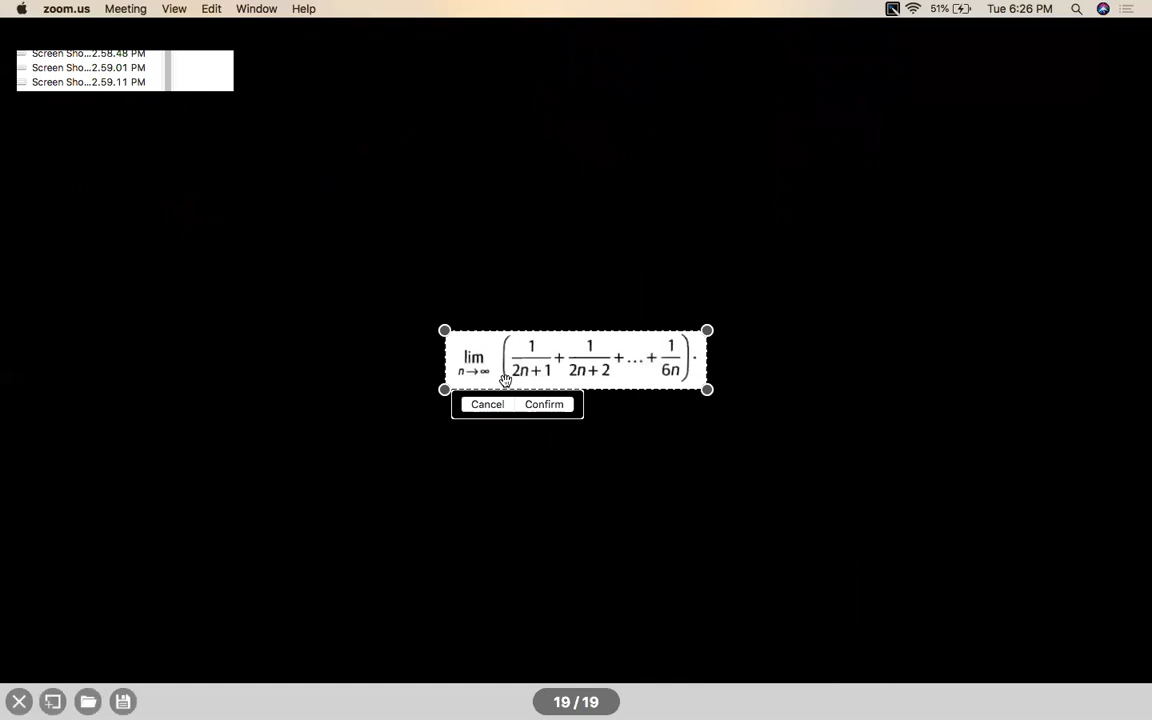 zoom.us Meeting View Edit Window Help 51% Tue 6:26 PM
Screen Sho...2.58.48 PM
Screen Sho...2.59.01 PM
Screen Sho...2.59.11 PM
lim n→∞ (1/2n+1 + 1/2n+2 + ... + 1/6n).
Cancel Confirm
19 / 19